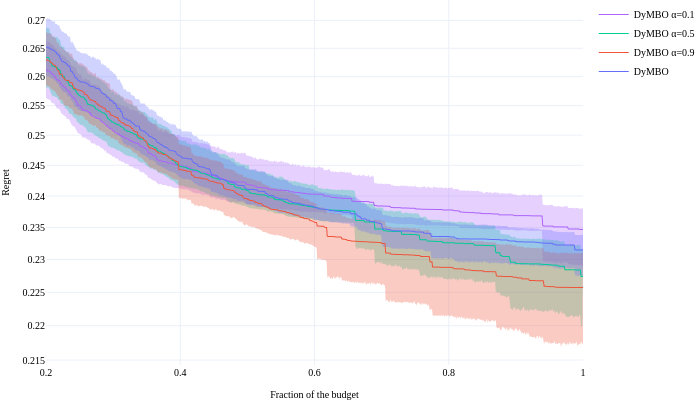 0.27
0.265
0.26
0.255
0.25
0.245
0.24
0.235
0.23
0.225
0.22
0.215
Regret
0.2
0.4
0.6
0.8
1
Fraction of the budget
DyMBO α=0.1
DyMBO α=0.5
DyMBO α=0.9
DyMBO